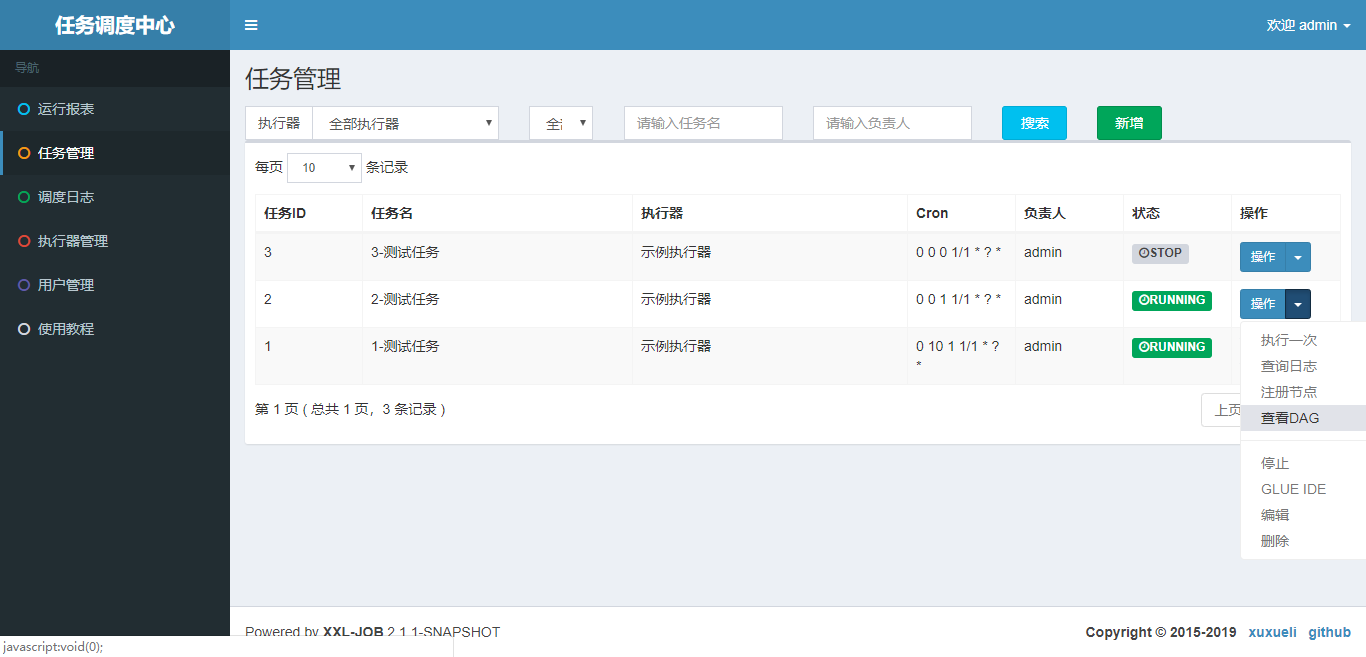 任务调度中心
欢迎 admin
导航
运行报表
任务管理
调度日志
执行器管理
用户管理
使用教程
任务管理
执行器 全部执行器 请输入任务名 请输入负责人 搜索 新增
每页 10 条记录
任务ID 任务名 执行器 Cron 负责人 状态 操作
3 3-测试任务 示例执行器 0 0 0 1/1 * ? * admin STOP 操作
2 2-测试任务 示例执行器 0 0 1 1/1 * ? * admin RUNNING 操作
1 1-测试任务 示例执行器 0 10 1 1/1 * ? admin RUNNING
*
第 1 页 ( 总共 1 页，3 条记录 )
上页
执行一次
查询日志
注册节点
查看DAG
停止
GLUE IDE
编辑
删除
Powered by XXL-JOB 2.1.1-SNAPSHOT
Copyright © 2015-2019 xuxueli github
javascript:void(0);